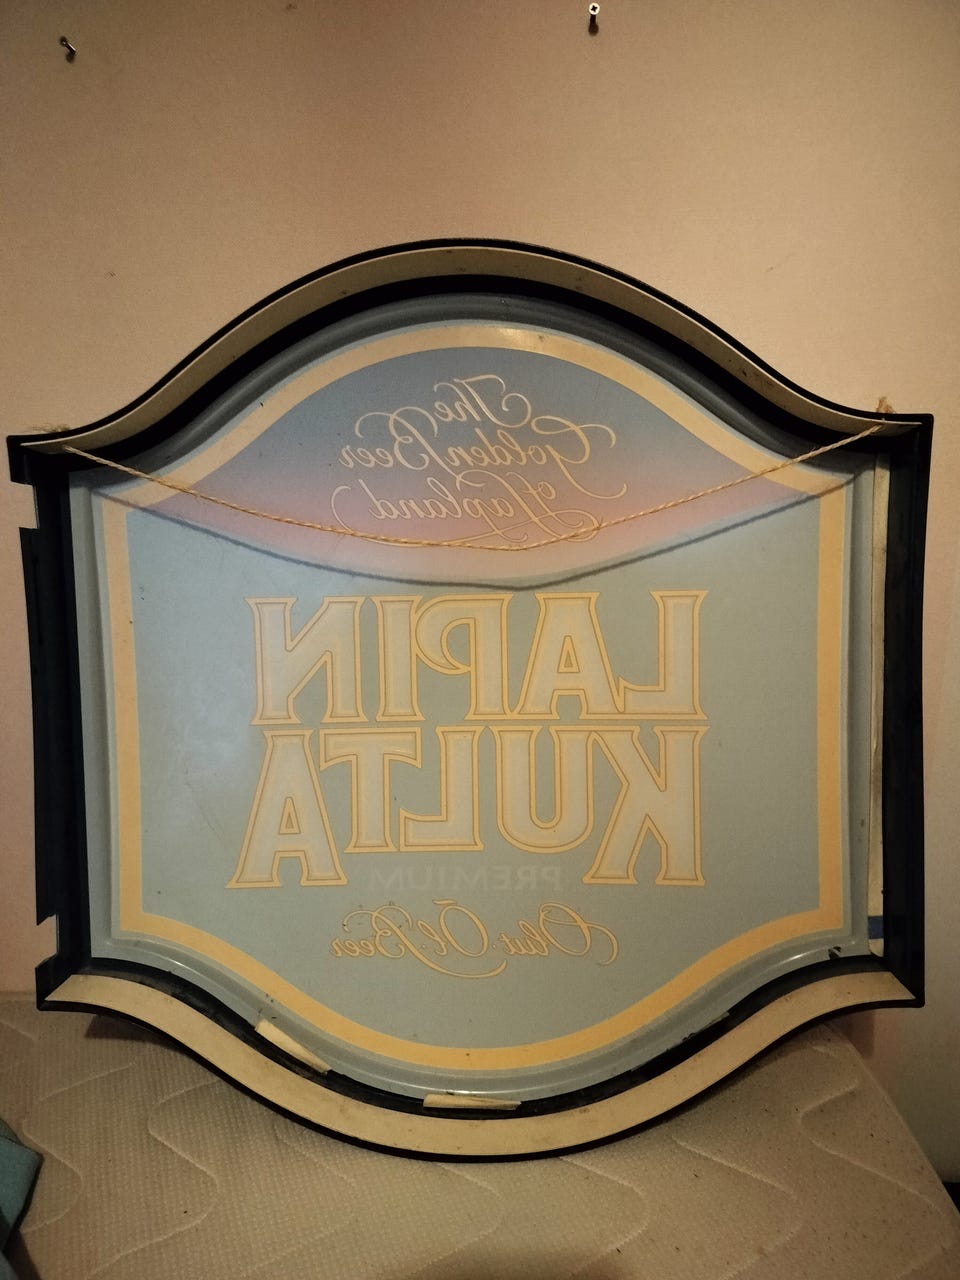 The
Golden Beer
of Lapland
LAPIN
KULTA
PREMIUM
Olut. Öl. Beer